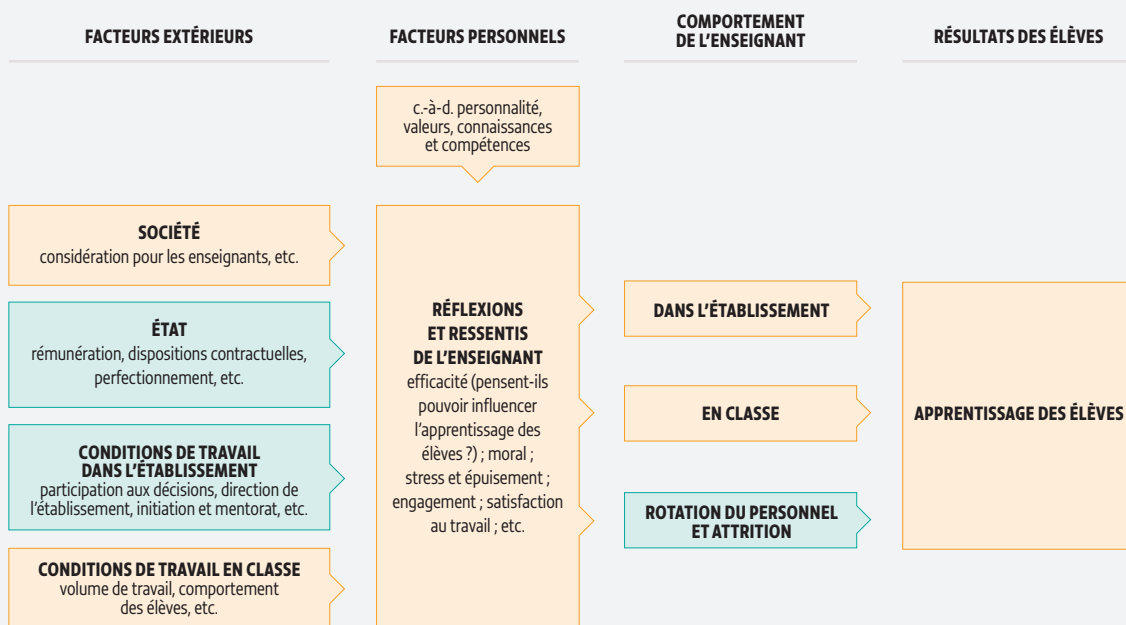 FACTEURS EXTÉRIEURS
FACTEURS PERSONNELS
COMPORTEMENT
DE L'ENSEIGNANT
RÉSULTATS DES ÉLÈVES
c.-à-d. personnalité,
valeurs, connaissances
et compétences
SOCIÉTÉ
considération pour les enseignants, etc.
ÉTAT
rémunération, dispositions contractuelles,
perfectionnement, etc.
CONDITIONS DE TRAVAIL
DANS L'ÉTABLISSEMENT
participation aux décisions, direction de
l'établissement, initiation et mentorat, etc.
CONDITIONS DE TRAVAIL EN CLASSE
volume de travail, comportement
des élèves, etc.
RÉFLEXIONS
ET RESSENTIS
DE L'ENSEIGNANT
efficacité (pensent-ils
pouvoir influencer
l'apprentissage des
élèves ?) ; moral ;
stress et épuisement ;
engagement ; satisfaction
au travail ; etc.
DANS L'ÉTABLISSEMENT
EN CLASSE
ROTATION DU PERSONNEL
ET ATTRITION
APPRENTISSAGE DES ÉLÈVES